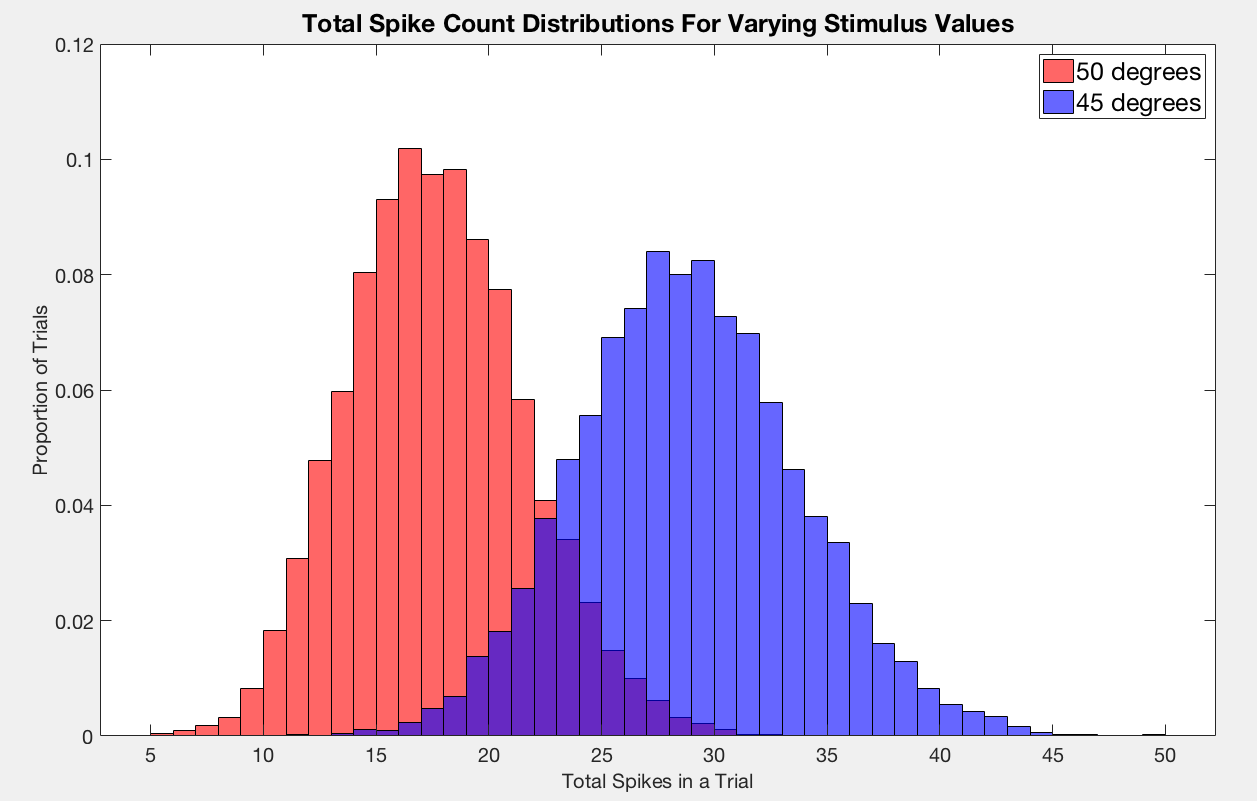 Total Spike Count Distributions For Varying Stimulus Values
50 degrees
45 degrees
Proportion of Trials
0.12
0.1
0.08
0.06
0.04
0.02
0
5 10 15 20 25 30 35 40 45 50
Total Spikes in a Trial